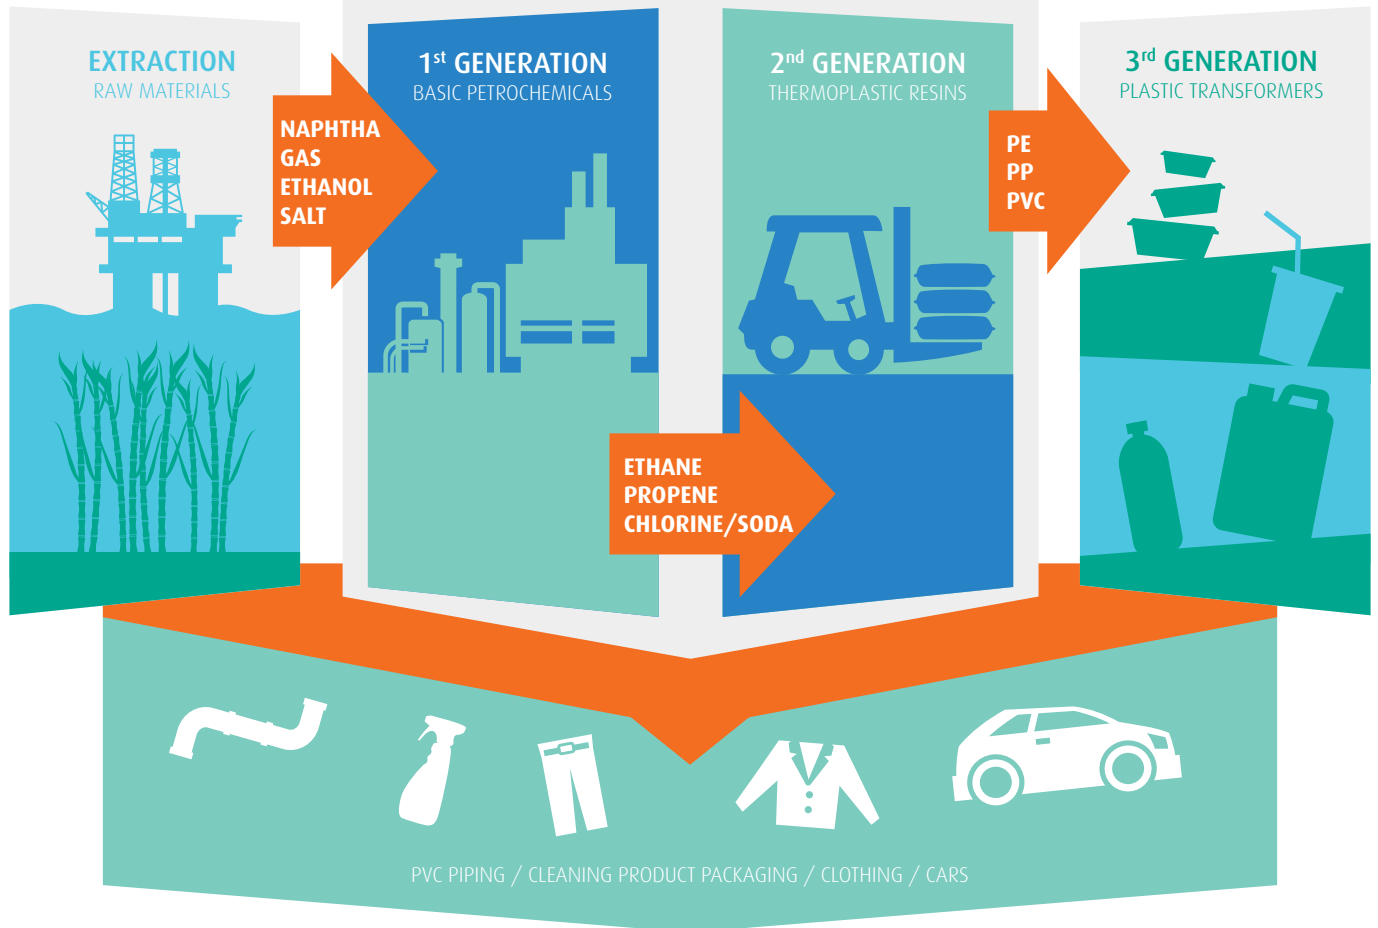 EXTRACTION
RAW MATERIALS
NAPHTHA
GAS
ETHANOL
SALT
1st GENERATION
BASIC PETROCHEMICALS
ETHANE
PROPENE
CHLORINE/SODA
2nd GENERATION
THERMOPLASTIC RESINS
PE
PP
PVC
3rd GENERATION
PLASTIC TRANSFORMERS
PVC PIPING / CLEANING PRODUCT PACKAGING / CLOTHING / CARS